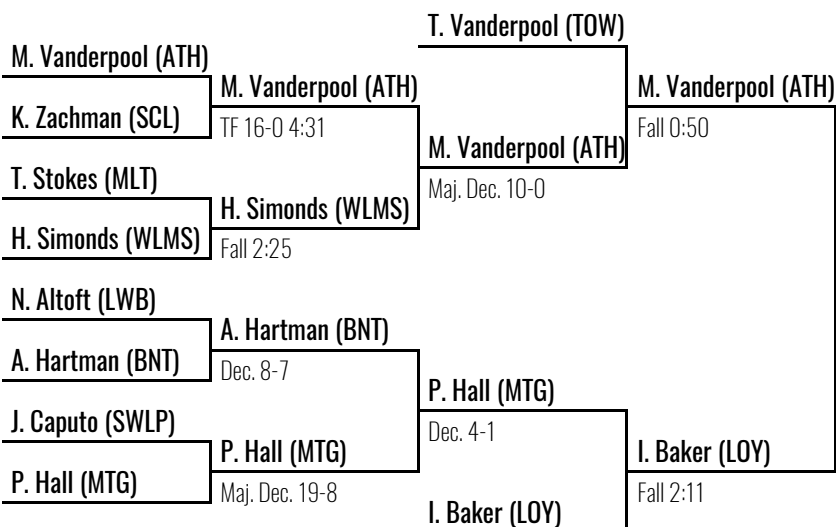 T. Vanderpool (TOW)
M. Vanderpool (ATH)
M. Vanderpool (ATH)
M. Vanderpool (ATH)
K. Zachman (SCL)
TF 16-0 4:31
Fall 0:50
M. Vanderpool (ATH)
T. Stokes (MLT)
Maj. Dec. 10-0
H. Simonds (WLMS)
H. Simonds (WLMS)
Fall 2:25
N. Altoft (LWB)
A. Hartman (BNT)
A. Hartman (BNT)
Dec. 8-7
P. Hall (MTG)
J. Caputo (SWLP)
Dec. 4-1
P. Hall (MTG)
I. Baker (LOY)
P. Hall (MTG)
Maj. Dec. 19-8
Fall 2:11
I. Baker (LOY)